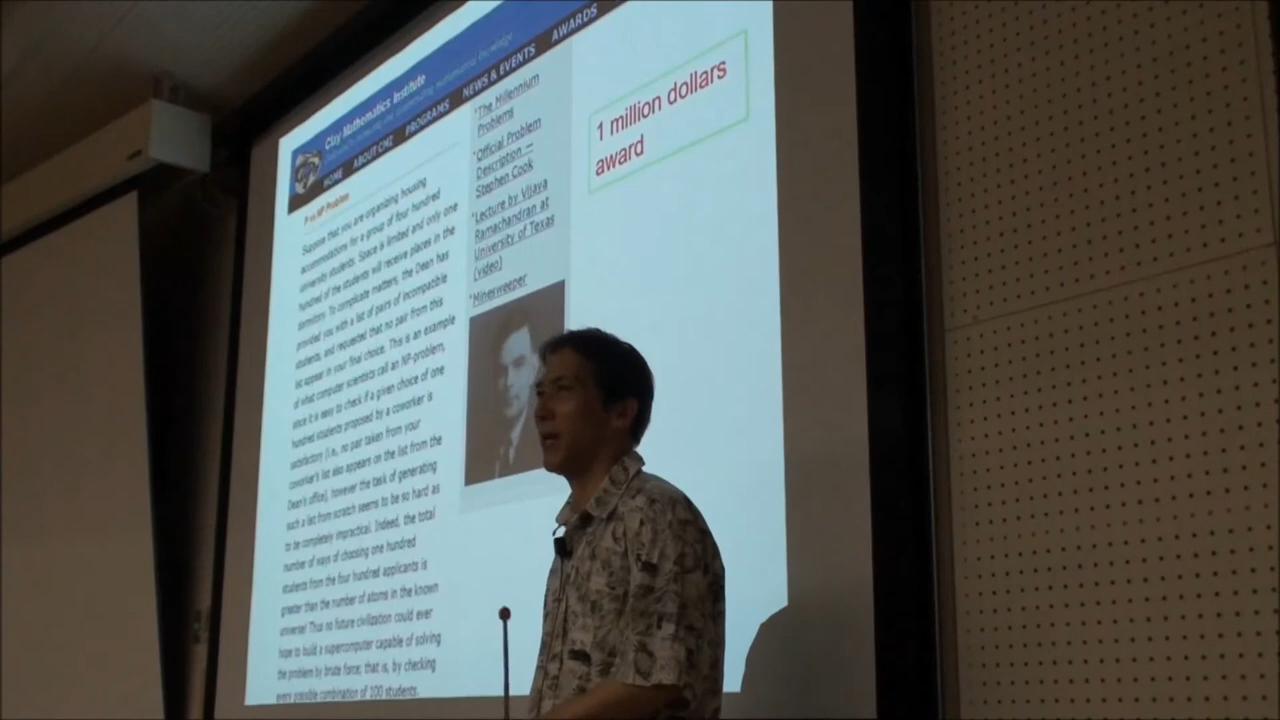 Clay Mathematics Institute
HOME
ABOUT CMI
PROGRAMS
NEWS & EVENTS
AWARDS
P vs NP Problem
Suppose that you are organizing housing
accommodations for a group of four hundred
university students. Space is limited and only one
hundred of the students will receive places in the
dormitory. To complicate matters, the Dean has
provided you with a list of pairs of incompatible
students, and requested that no pair from this
list appear in your final choice. This is an example
of what computer scientists call an NP-problem,
since it is easy to check if a given choice of one
hundred students proposed by a coworker is
satisfactory (i.e., no pair taken from your
coworker's list also appears on the list from the
Dean's office), however the task of generating
such a list from scratch seems to be so hard as
to be completely impractical. Indeed, the total
number of ways of choosing one hundred
students from the four hundred applicants is
greater than the number of atoms in the known
universe! Thus no future civilization could ever
hope to build a supercomputer capable of solving
the problem by brute force; that is, by checking
every possible combination of 100 students.
The Millennium
Problems
Official Problem
Description —
Stephen Cook
Lecture by Vijaya
Ramachandran at
University of Texas
(video)
Minesweeper
1 million dollars
award